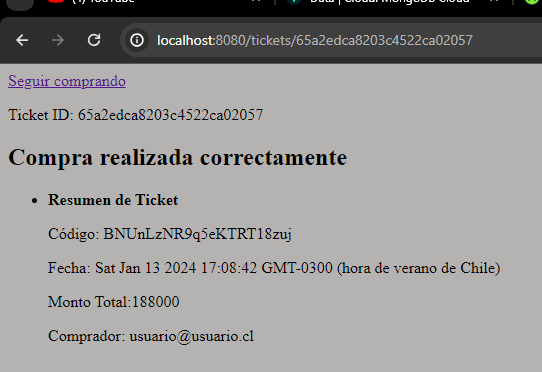 (1) YouTube
Data | Cloud: MongoDB Cloud
localhost:8080/tickets/65a2edca8203c4522ca02057
Seguir comprando
Ticket ID: 65a2edca8203c4522ca02057
Compra realizada correctamente
Resumen de Ticket
Código: BNUnLzNR9q5eKTRT18zuj
Fecha: Sat Jan 13 2024 17:08:42 GMT-0300 (hora de verano de Chile)
Monto Total:188000
Comprador: usuario@usuario.cl